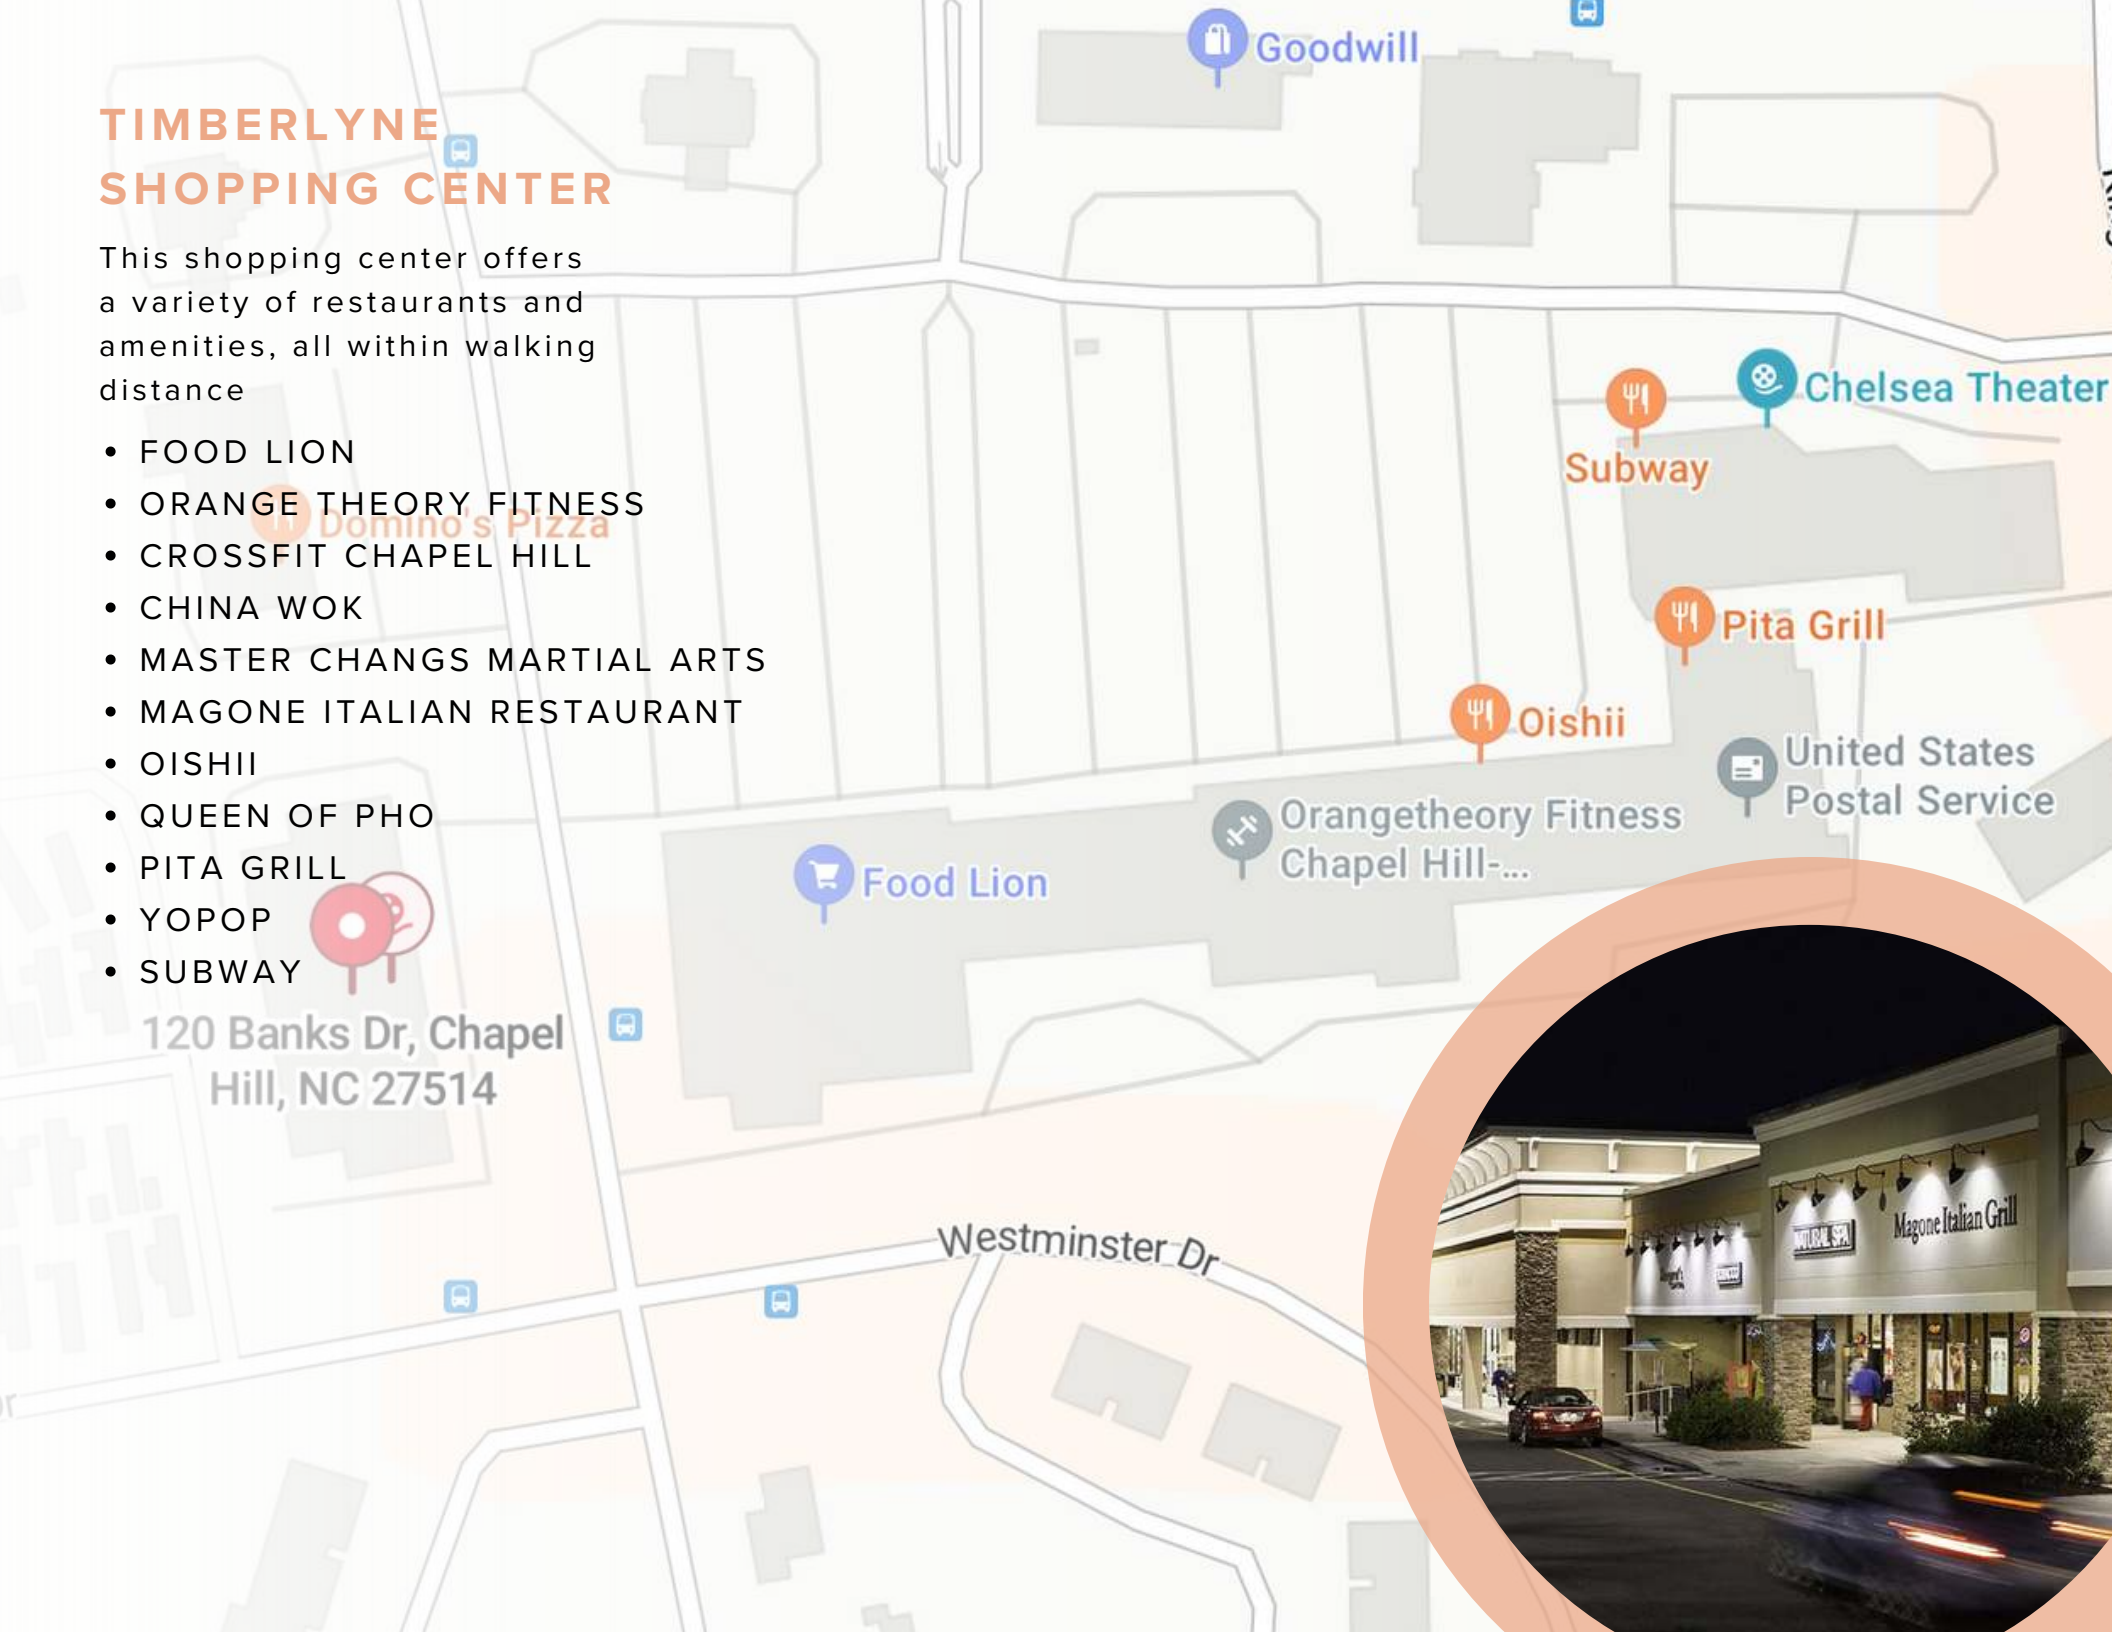 TIMBERLYNE
SHOPPING CENTER
This shopping center offers
a variety of restaurants and
amenities, all within walking
distance
• FOOD LION
• ORANGE THEORY FITNESS
• CROSSFIT CHAPEL HILL
• CHINA WOK
• MASTER CHANGS MARTIAL ARTS
• MAGONE ITALIAN RESTAURANT
• OISHII
• QUEEN OF PHO
• PITA GRILL
• YOPOP
• SUBWAY
Domino's Pizza
120 Banks Dr, Chapel
Hill, NC 27514
Goodwill
Chelsea Theater
Subway
Pita Grill
Oishii
United States
Postal Service
Orangetheory Fitness
Chapel Hill-...
Food Lion
Westminster Dr
NATURAL SPA
Magone Italian Grill